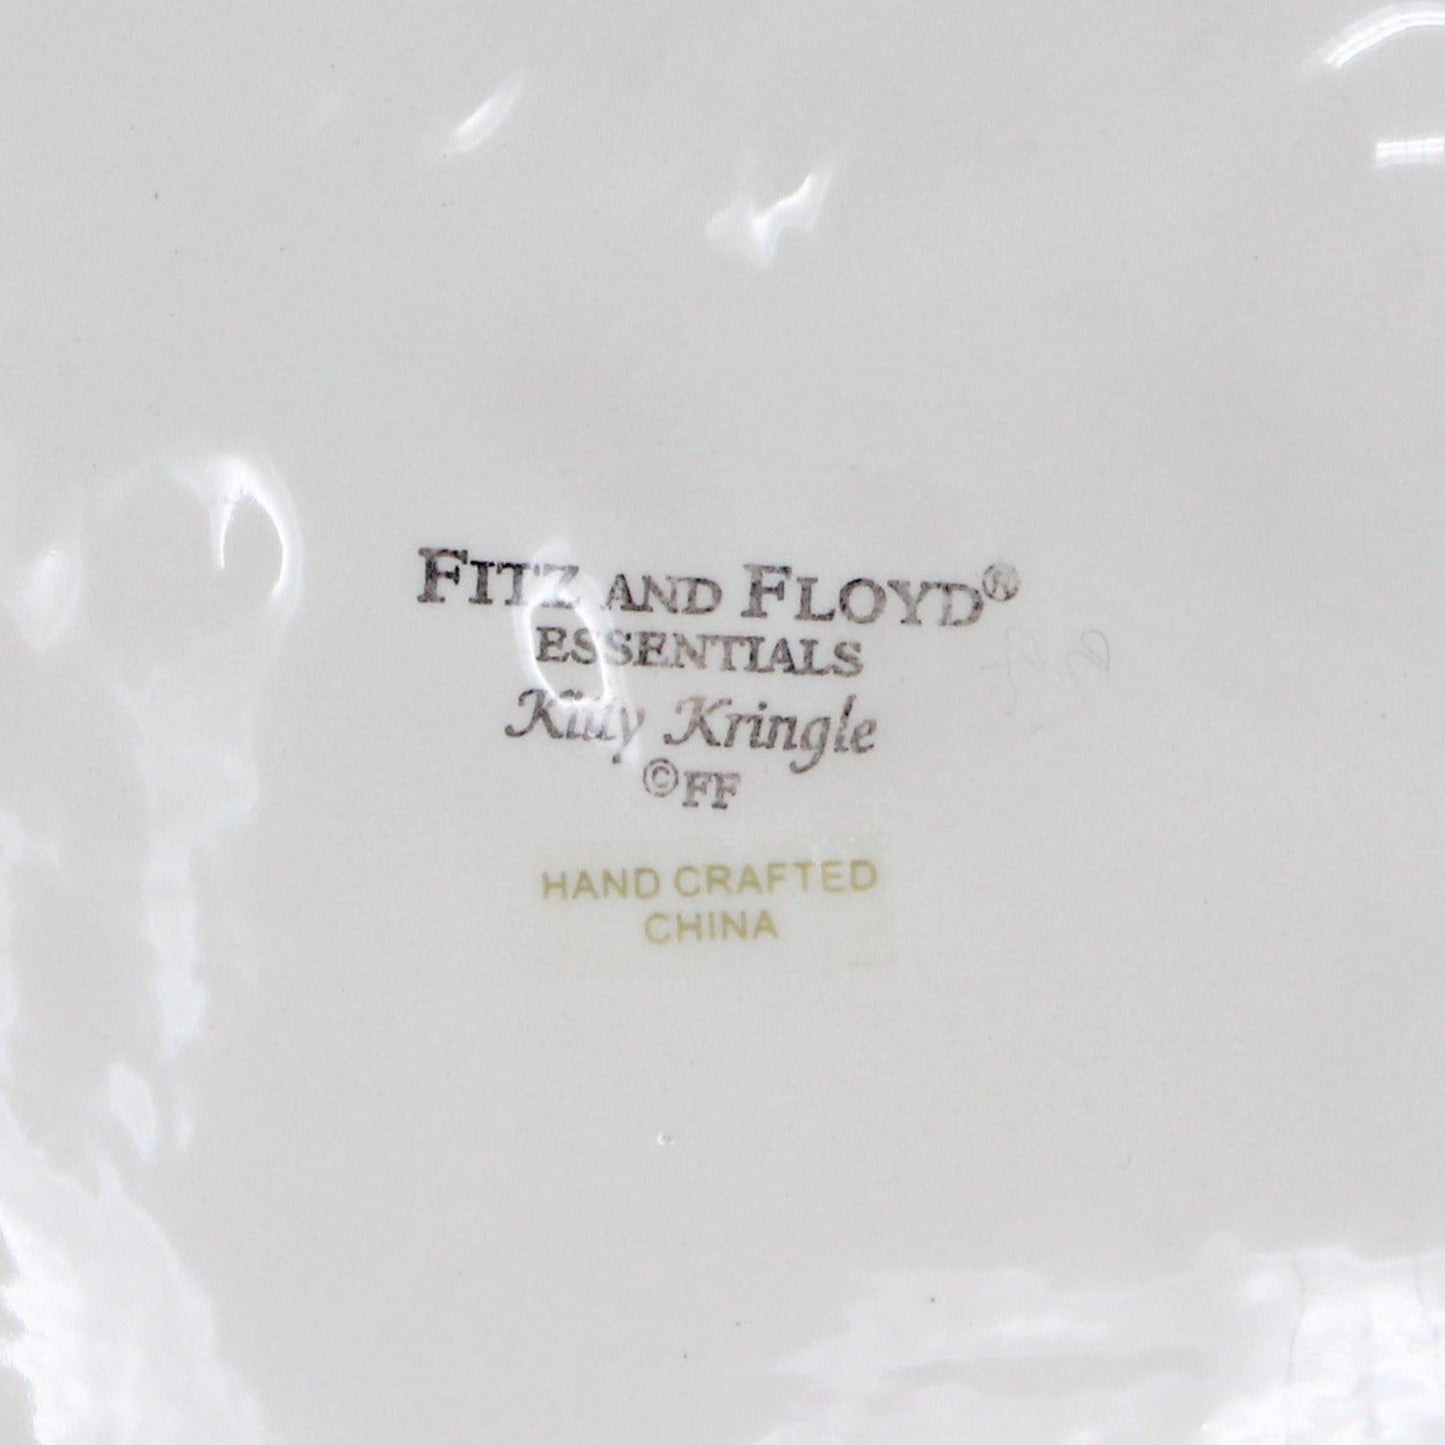 FITZ AND FLOYD®
ESSENTIALS
Kitty Kringle
©FF
HAND CRAFTED
CHINA